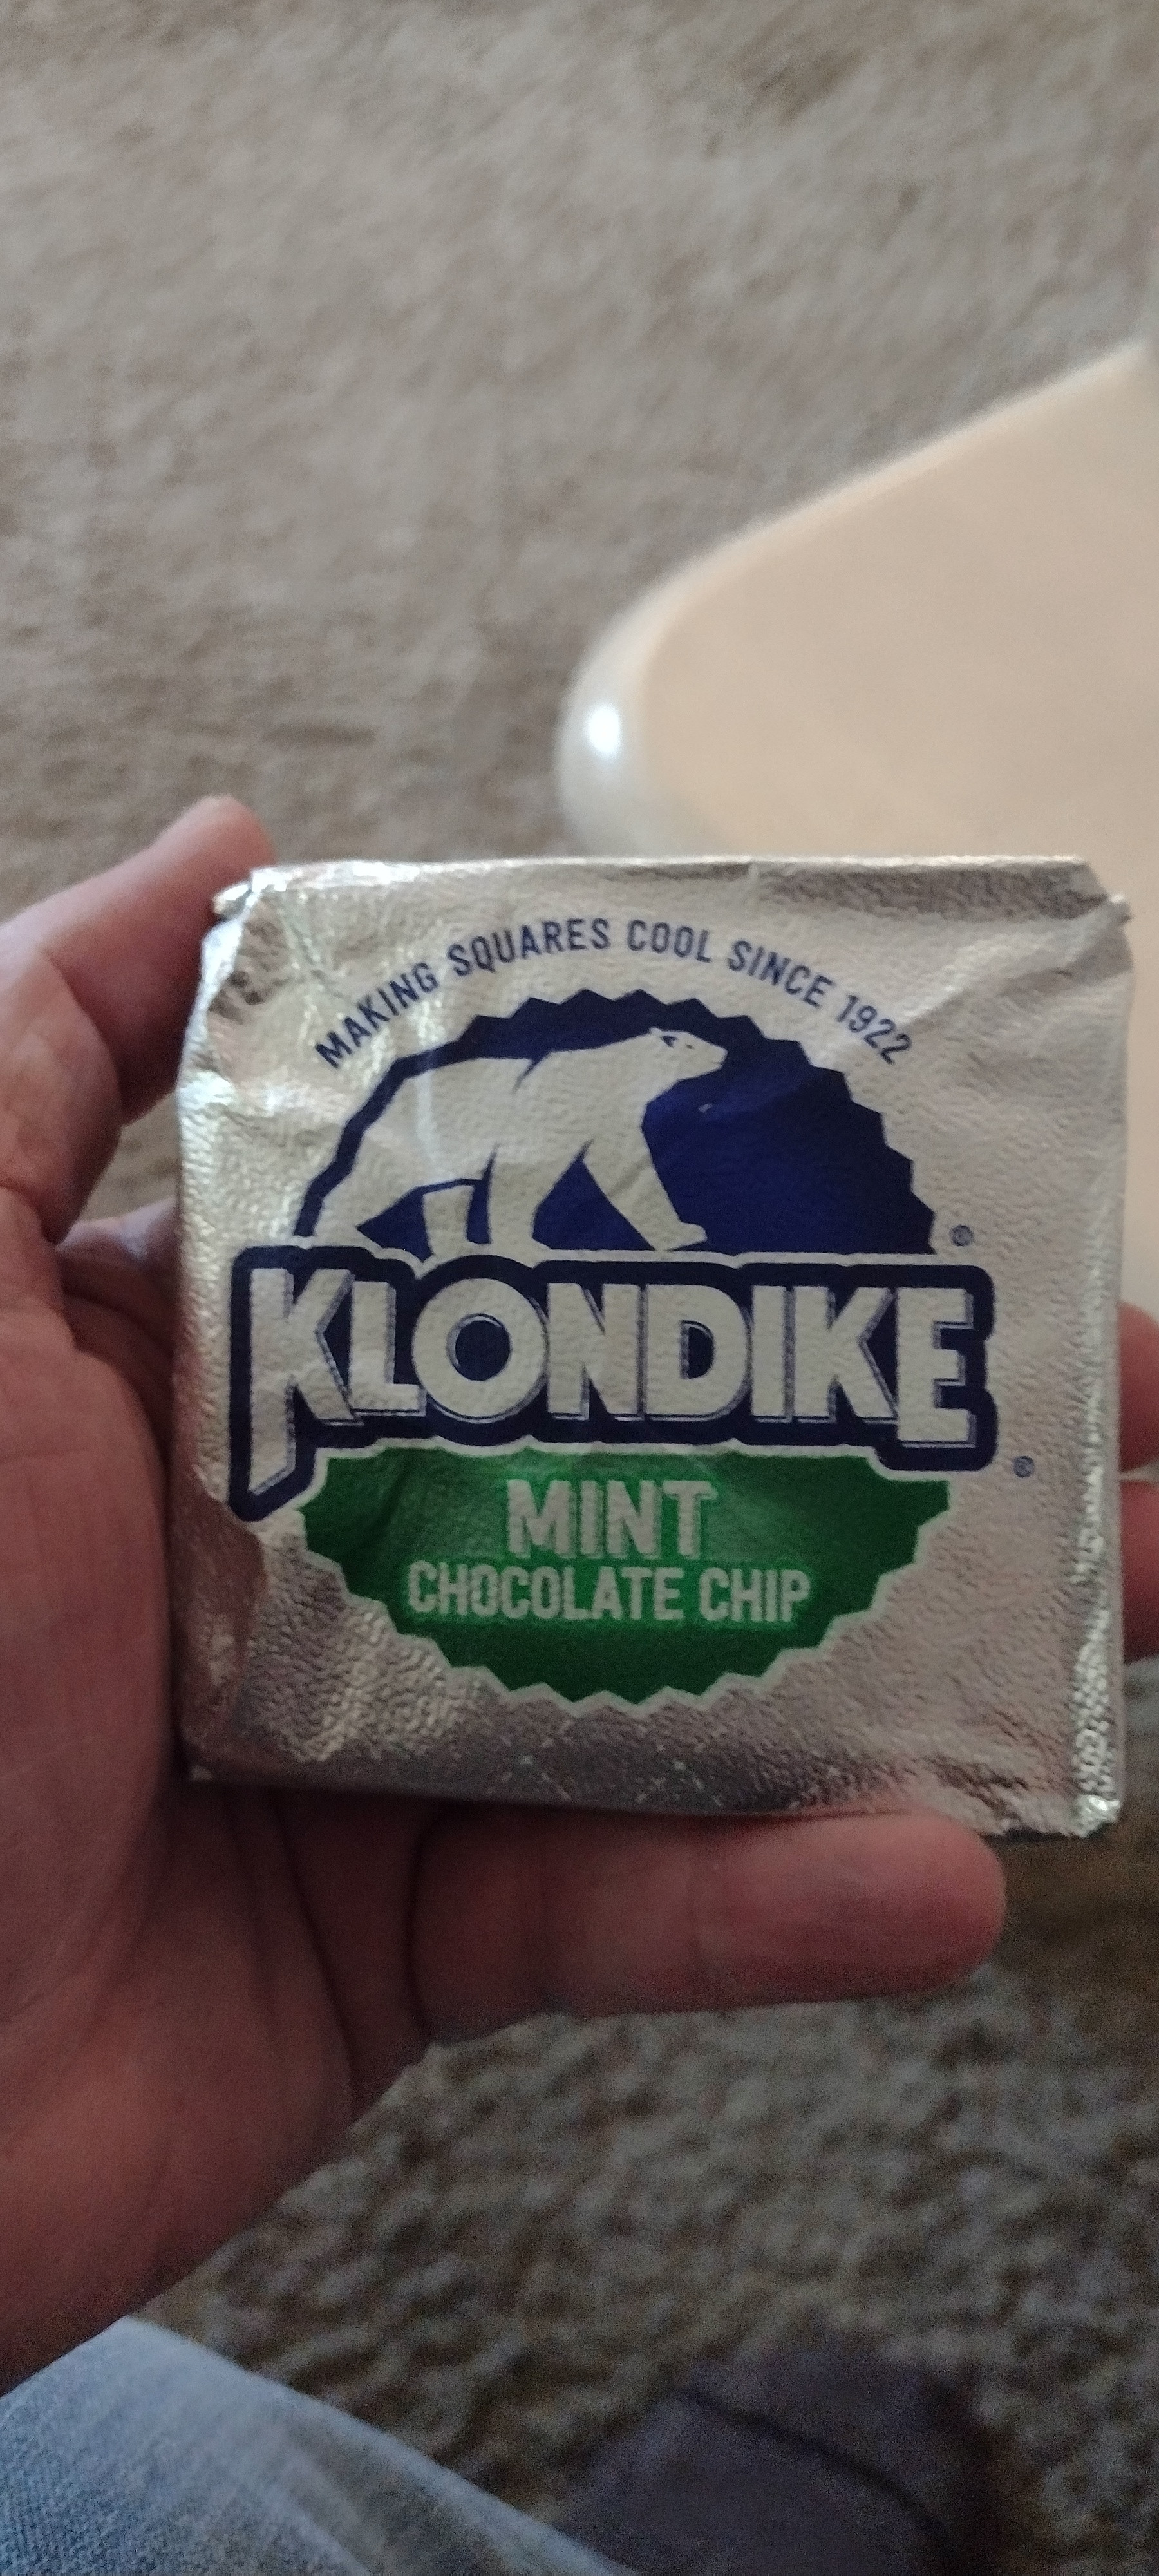 MAKING SQUARES COOL SINCE 1922
®
KLONDIKE
®
MINT
CHOCOLATE CHIP